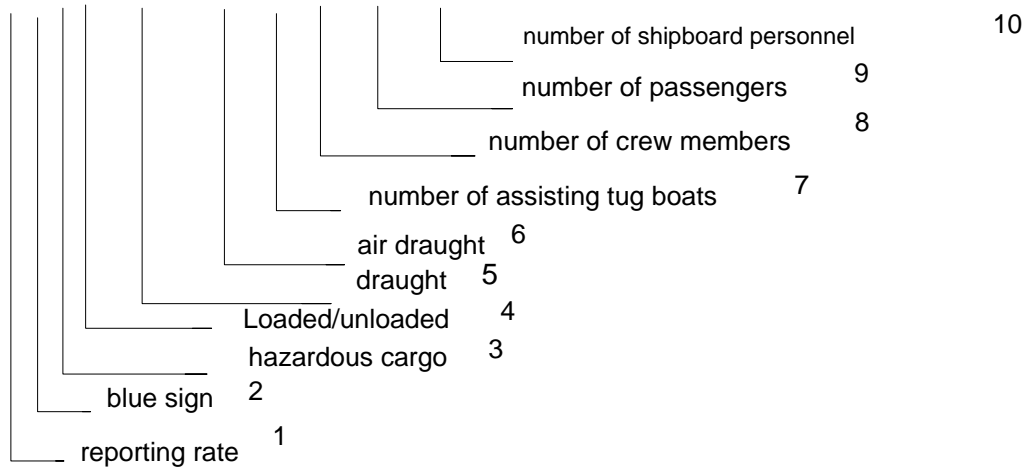 number of shipboard personnel 10
number of passengers 9
number of crew members 8
number of assisting tug boats 7
air draught 6
draught 5
Loaded/unloaded 4
hazardous cargo 3
blue sign 2
reporting rate 1